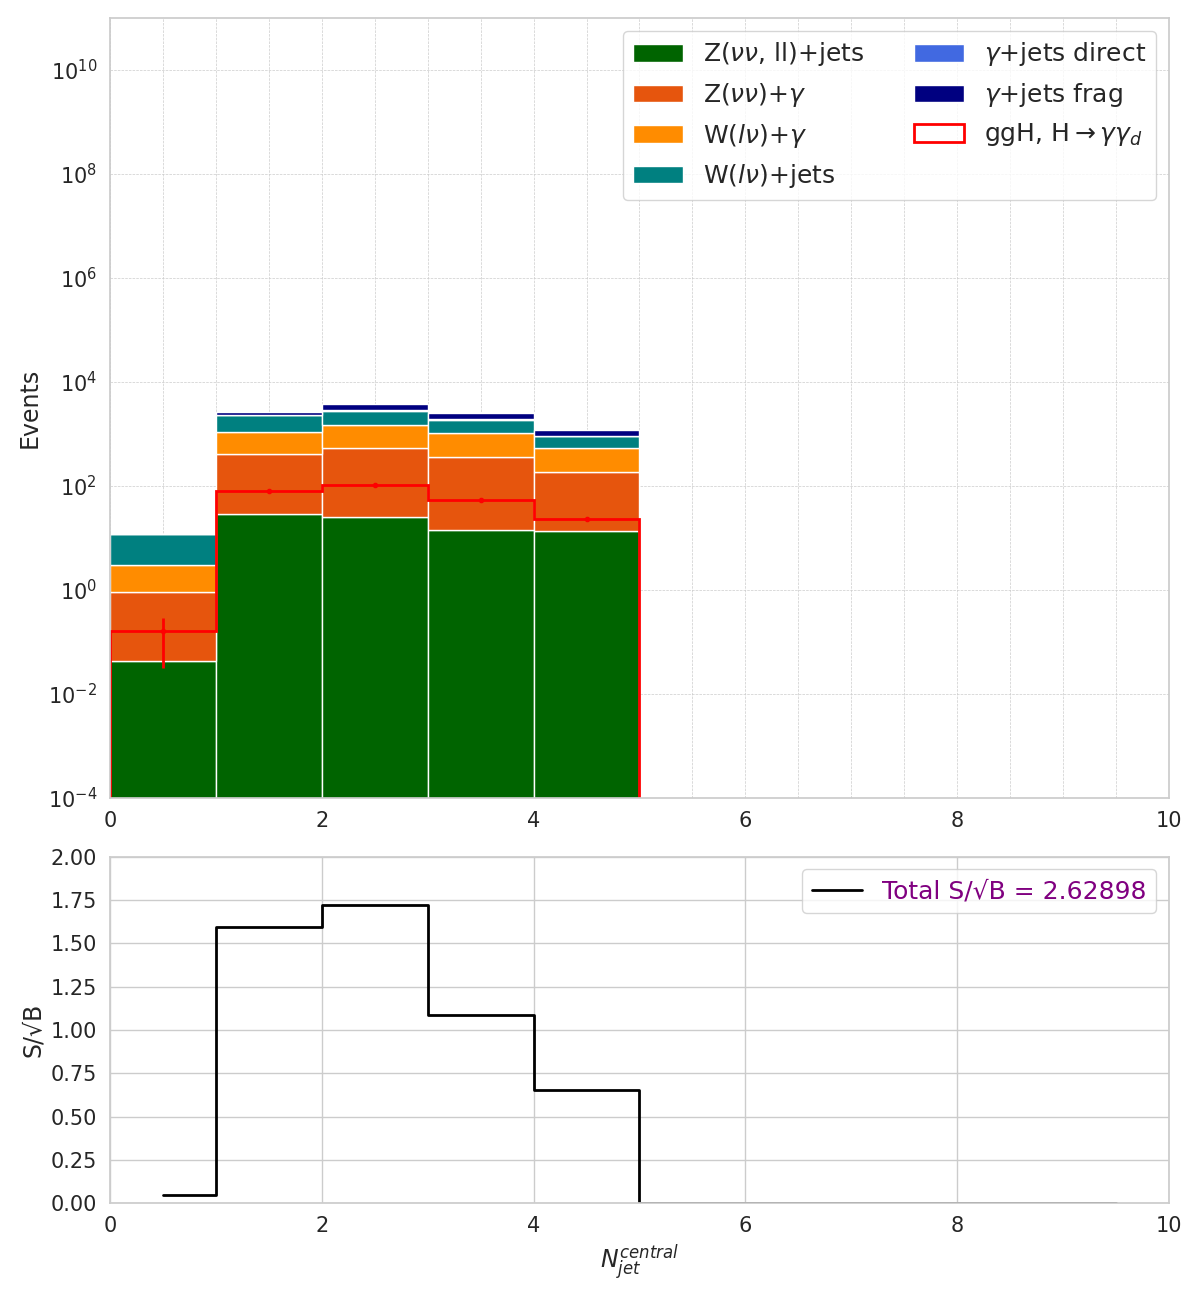 Z(νν, ll)+jets
Z(νν)+γ
W(lν)+γ
W(lν)+jets
γ+jets direct
γ+jets frag
ggH, H→γγ_d
Events
10^10
10^8
10^6
10^4
10^2
10^0
10^−2
10^−4
0 2 4 6 8 10
Total S/√B = 2.62898
S/√B
2.00
1.75
1.50
1.25
1.00
0.75
0.50
0.25
0.00
0 2 4 6 8 10
N_jet^central